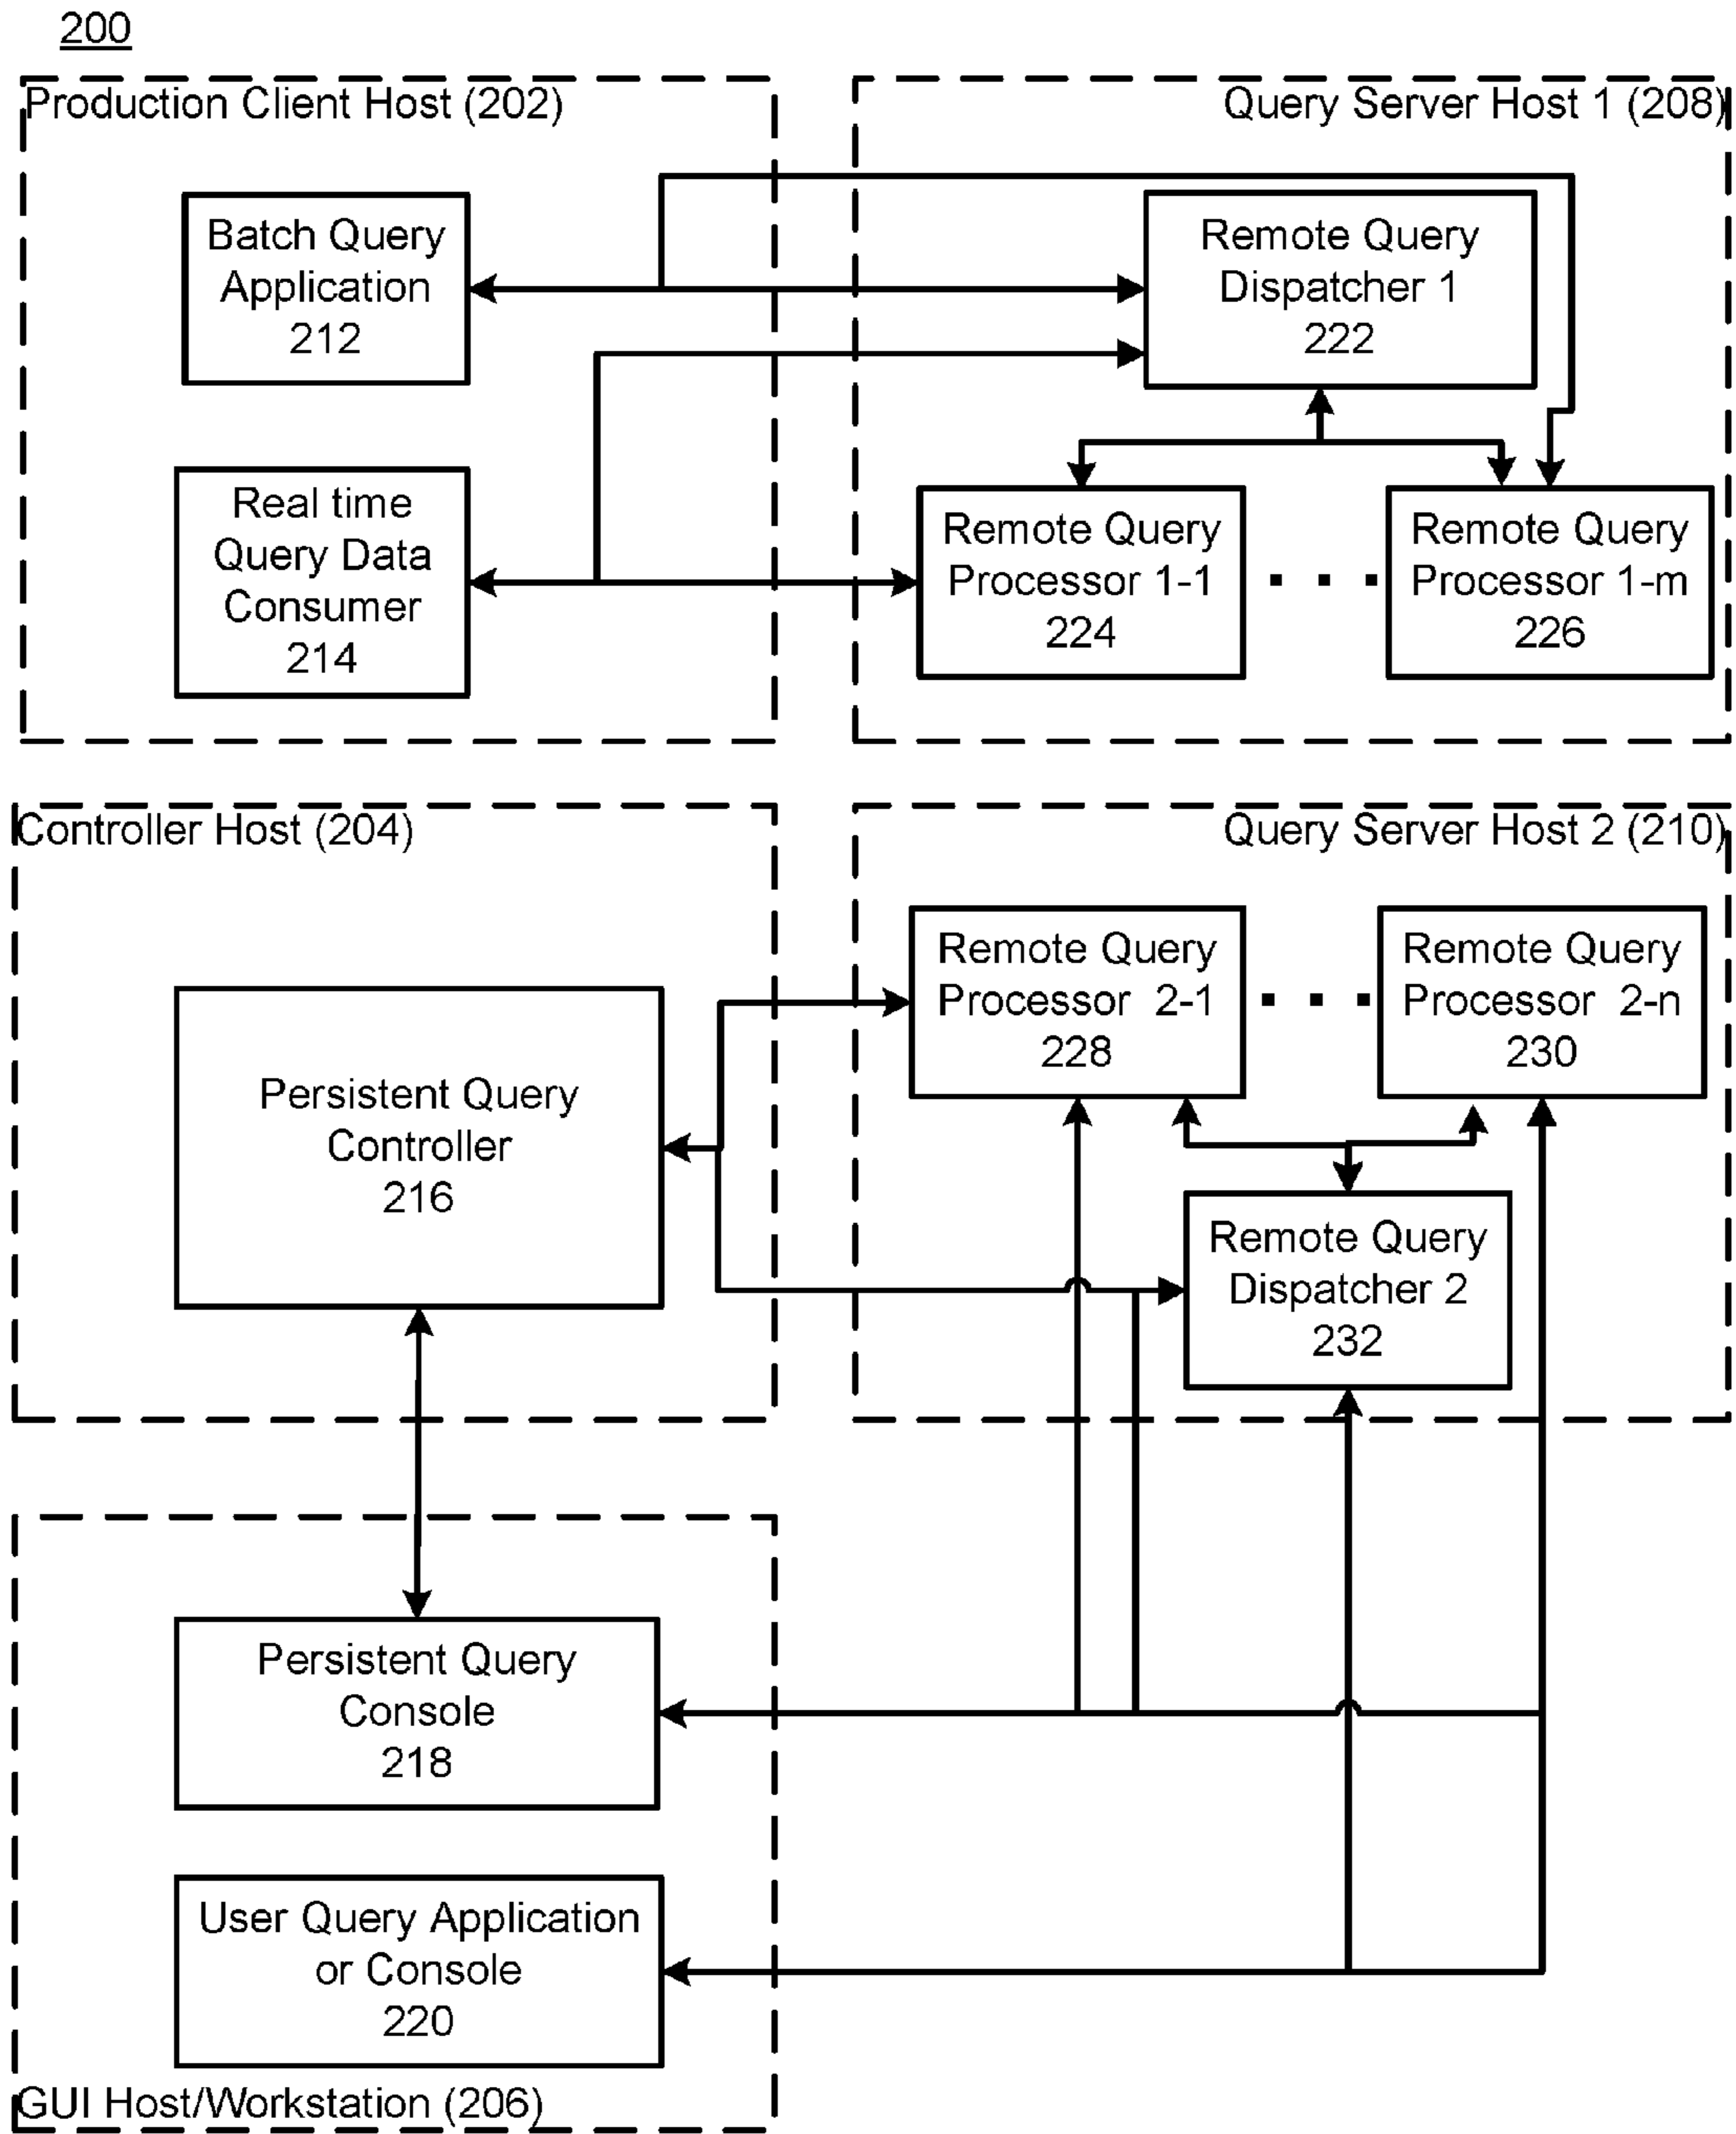 200
Production Client Host (202)
Query Server Host 1 (208)
Batch Query
Application
212
Remote Query
Dispatcher 1
222
Real time
Query Data
Consumer
214
Remote Query
Processor 1-1
224
Remote Query
Processor 1-m
226
Controller Host (204)
Query Server Host 2 (210)
Remote Query
Processor 2-1
228
Remote Query
Processor 2-n
230
Persistent Query
Controller
216
Remote Query
Dispatcher 2
232
Persistent Query
Console
218
User Query Application
or Console
220
GUI Host/Workstation (206)